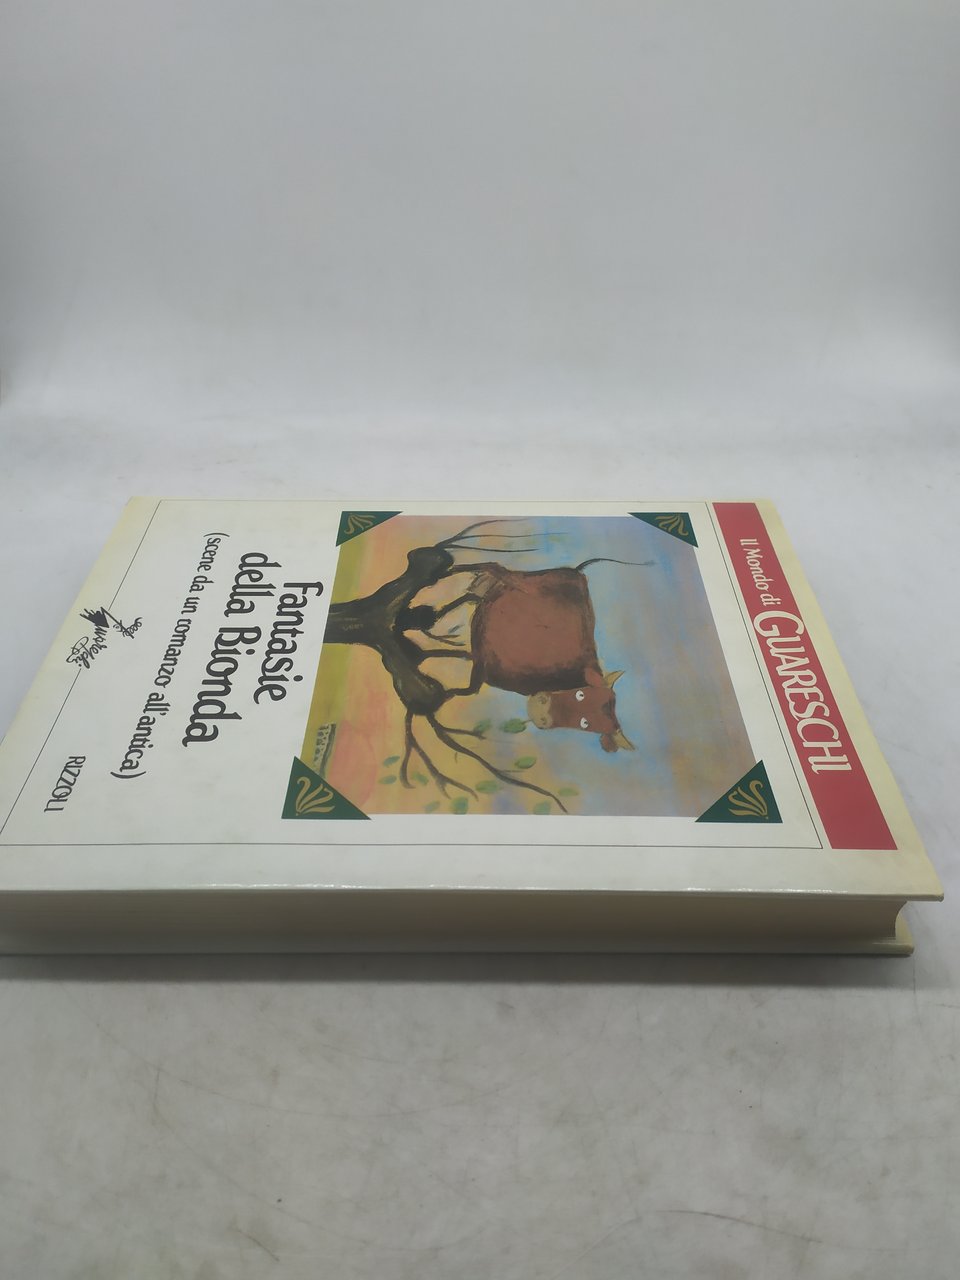 Il Mondo di GUARESCHI
Fantasie
della Bionda
(scene da un romanzo all'antica)
RIZZOLI